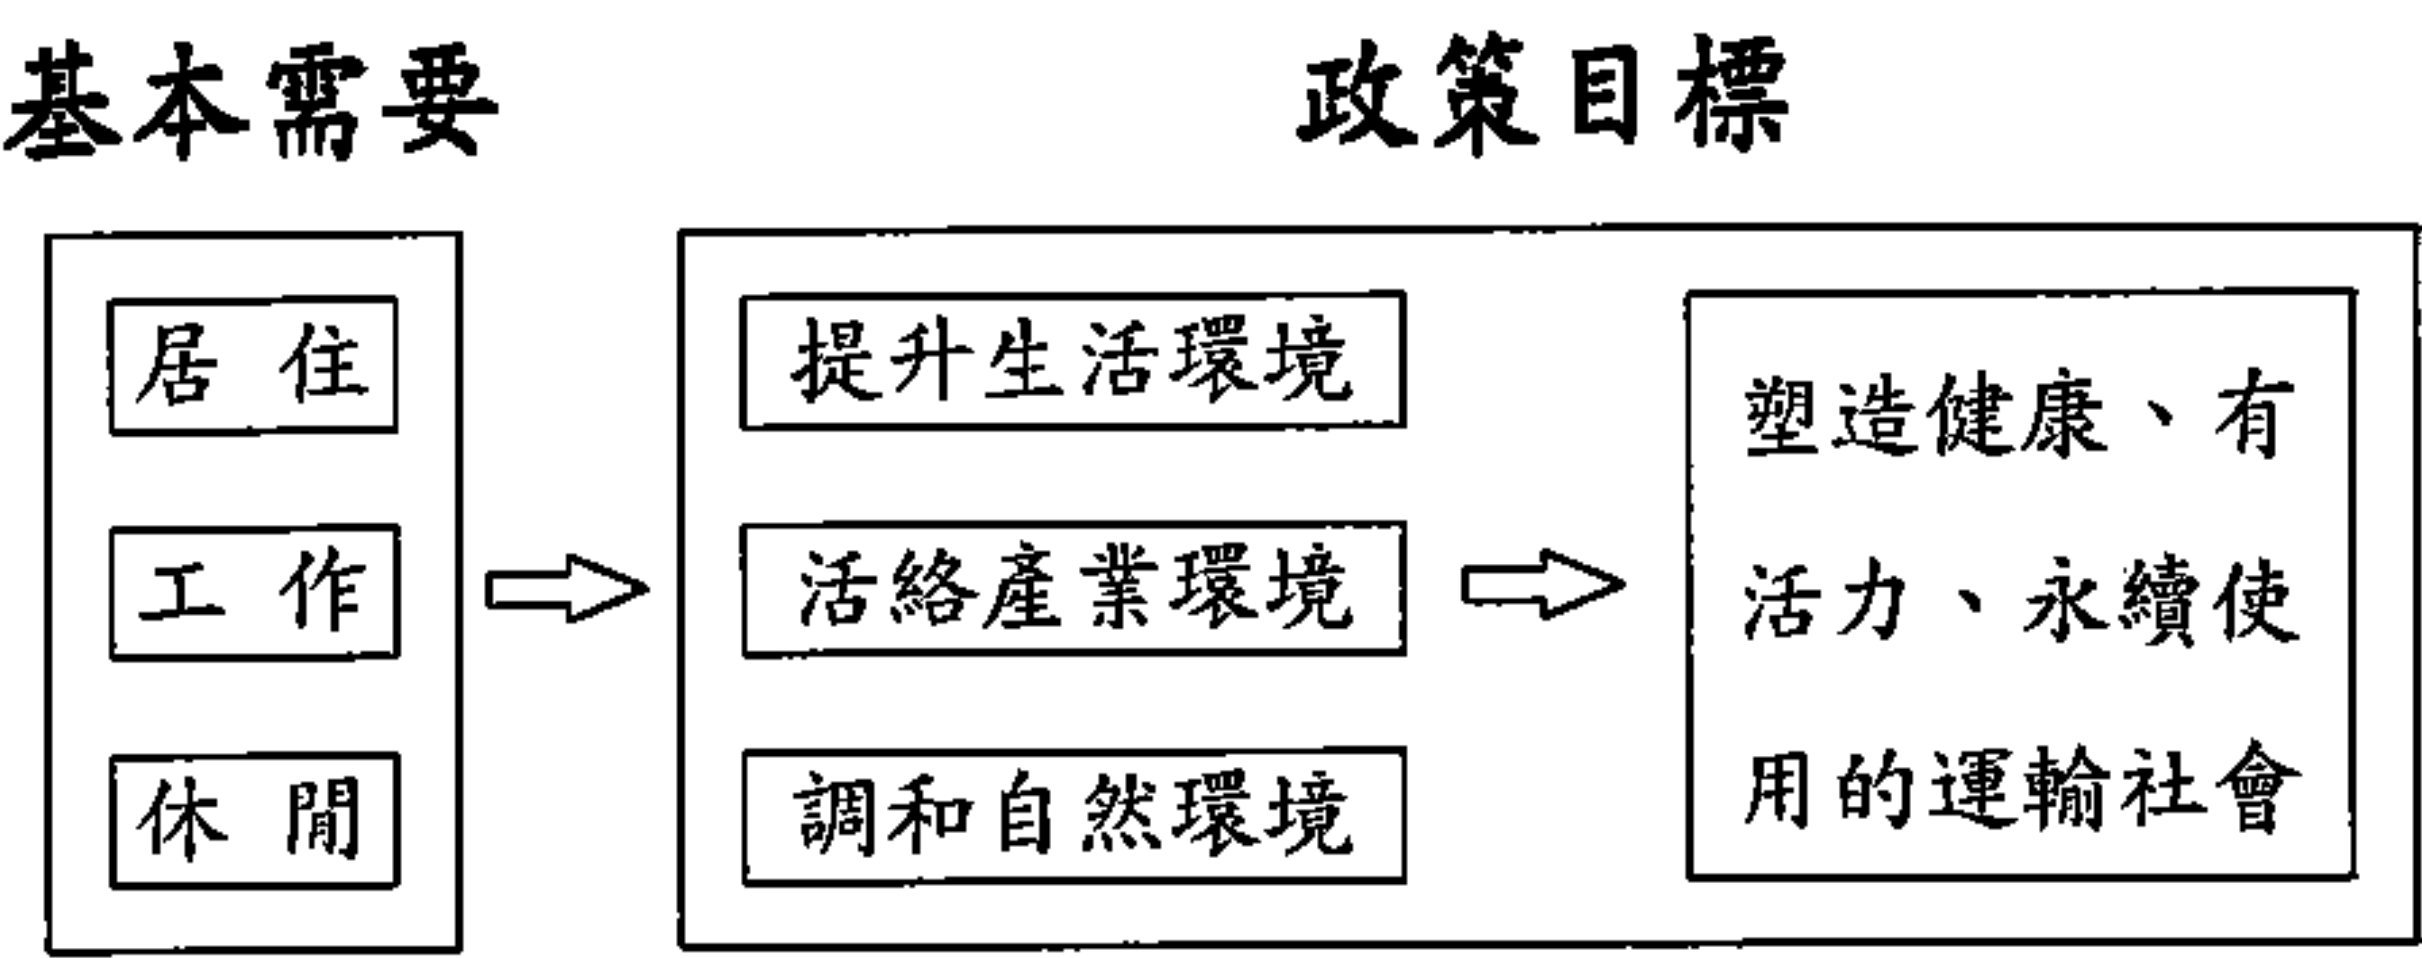 基本需要
政策目標
居住
工作
休閒
提升生活環境
活絡產業環境
調和自然環境
塑造健康、有
活力、永續使
用的運輸社會